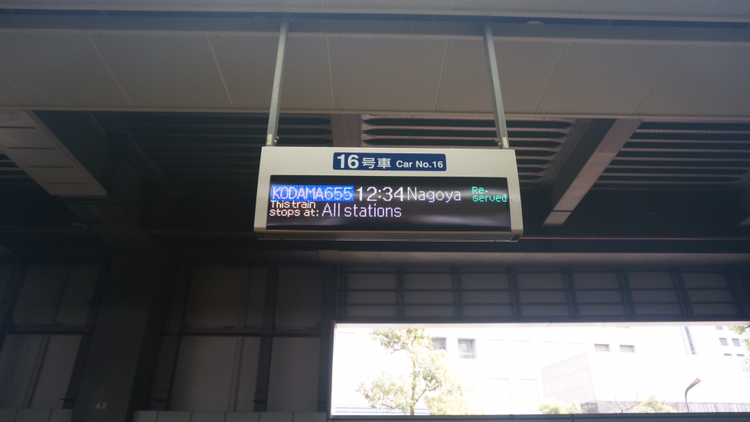 16号車 Car No.16
KODAMA655 12:34 Nagoya Re-served
This train stops at: All stations